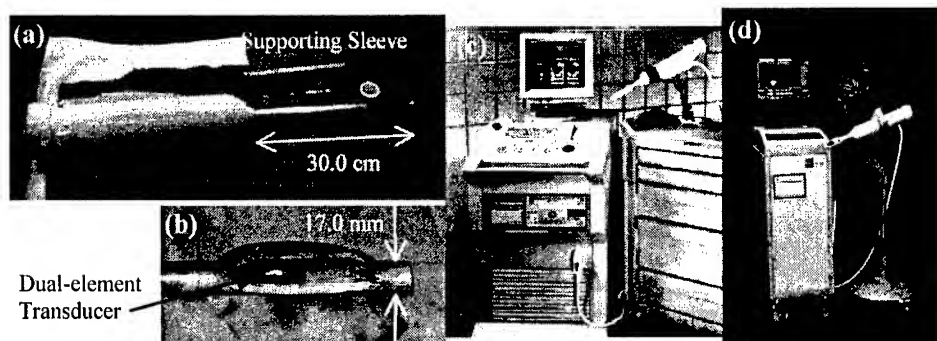 (a)
Supporting Sleeve
30.0 cm
(b)
17.0 mm
Dual-element
Transducer
(c)
(d)